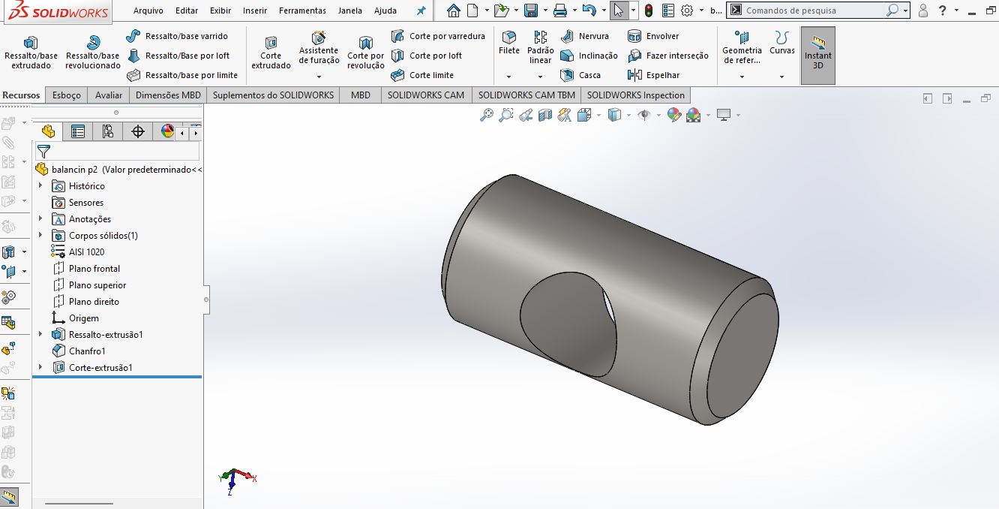 SOLIDWORKS
Arquivo Editar Exibir Inserir Ferramentas Janela Ajuda
b...
Comandos de pesquisa
?
Ressalto/base extrudado
Ressalto/base revolucionado
Ressalto/base varrido
Ressalto/Base por loft
Ressalto/base por limite
Corte extrudado
Assistente de furação
Corte por revolução
Corte por varredura
Corte por loft
Corte limite
Filete
Padrão linear
Nervura
Inclinação
Casca
Envolver
Fazer interseção
Espelhar
Geometria de refer...
Curvas
Instant 3D
Recursos Esboço Avaliar Dimensões MBD Suplementos do SOLIDWORKS MBD SOLIDWORKS CAM SOLIDWORKS CAM TBM SOLIDWORKS Inspection
balancin p2 (Valor predeterminado<<
Histórico
Sensores
Anotações
Corpos sólidos(1)
AISI 1020
Plano frontal
Plano superior
Plano direito
Origem
Ressalto-extrusão1
Chanfro1
Corte-extrusão1
Y X
Z